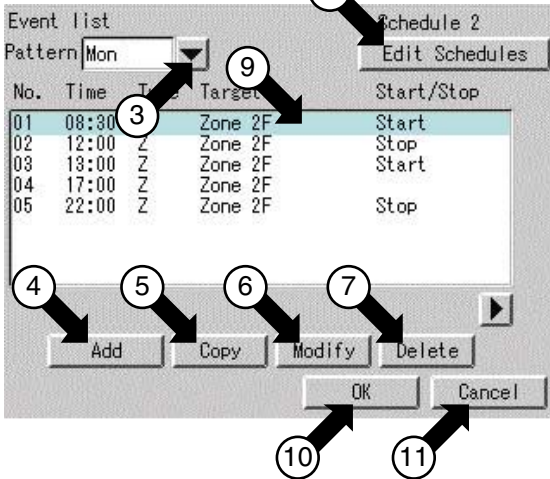 Event list Schedule 2
Pattern Mon Edit Schedules
9
No. Time Target Start/Stop
3
01 08:30 Zone 2F Start
02 12:00 Z Zone 2F Stop
03 13:00 Z Zone 2F Start
04 17:00 Z Zone 2F
05 22:00 Z Zone 2F Stop
4 5 6 7
Add Copy Modify Delete
OK Cancel
10 11